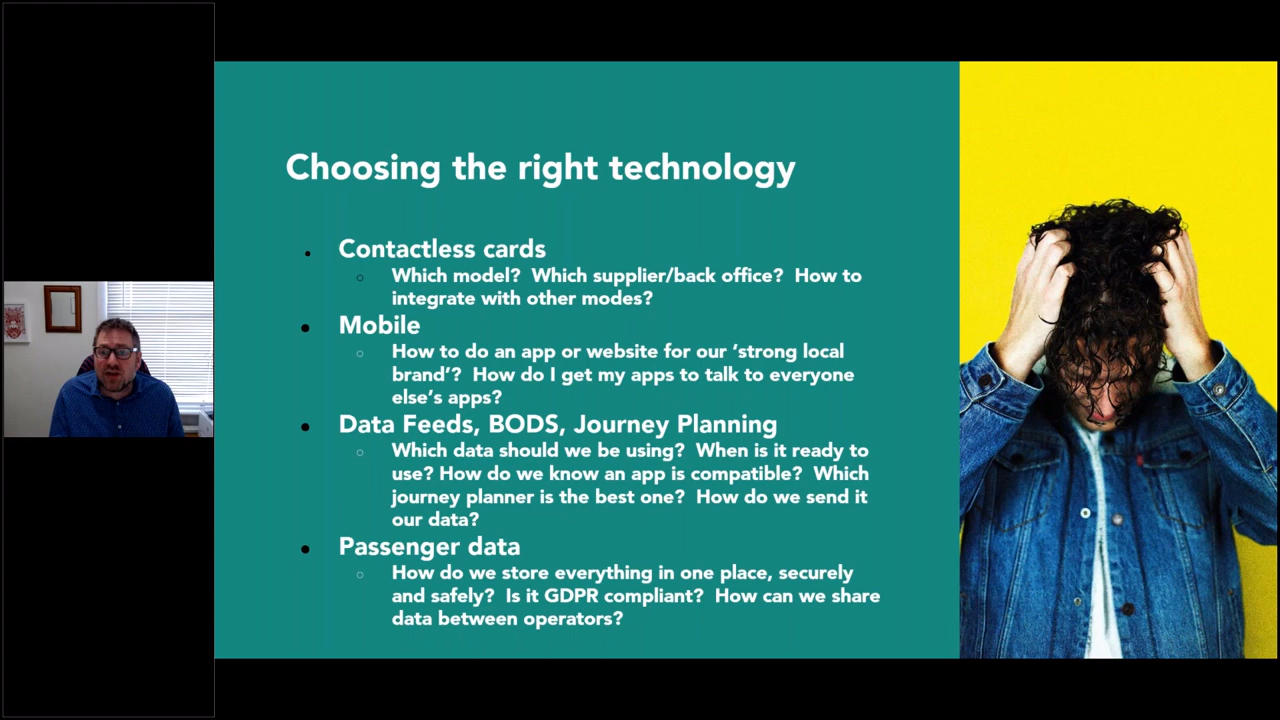 Choosing the right technology
Contactless cards
Which model?  Which supplier/back office?  How to
integrate with other modes?
Mobile
How to do an app or website for our ‘strong local
brand’?  How do I get my apps to talk to everyone
else’s apps?
Data Feeds, BODS, Journey Planning
Which data should we be using?  When is it ready to
use? How do we know an app is compatible?  Which
journey planner is the best one?  How do we send it
our data?
Passenger data
How do we store everything in one place, securely
and safely?  Is it GDPR compliant?  How can we share
data between operators?